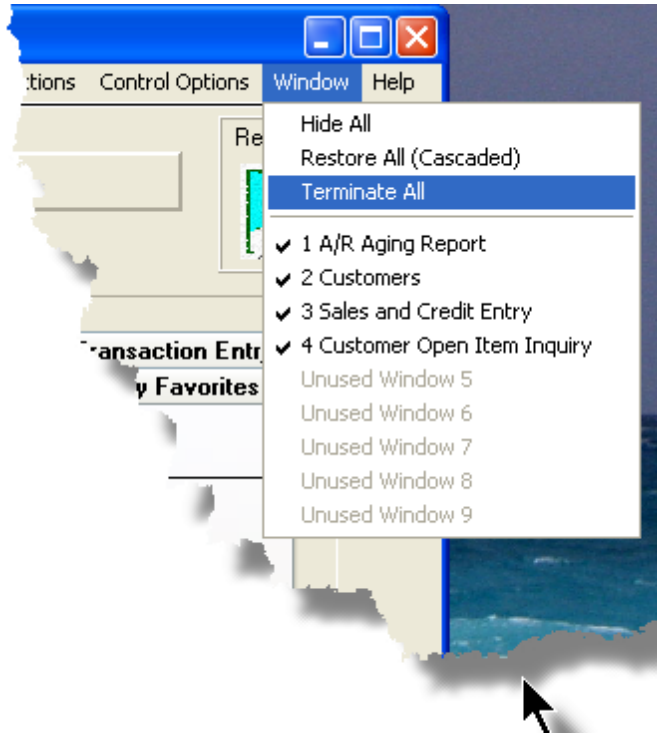 Control Options Window Help
Hide All
Restore All (Cascaded)
Terminate All
✔ 1 A/R Aging Report
✔ 2 Customers
✔ 3 Sales and Credit Entry
✔ 4 Customer Open Item Inquiry
Unused Window 5
Unused Window 6
Unused Window 7
Unused Window 8
Unused Window 9
Favorites